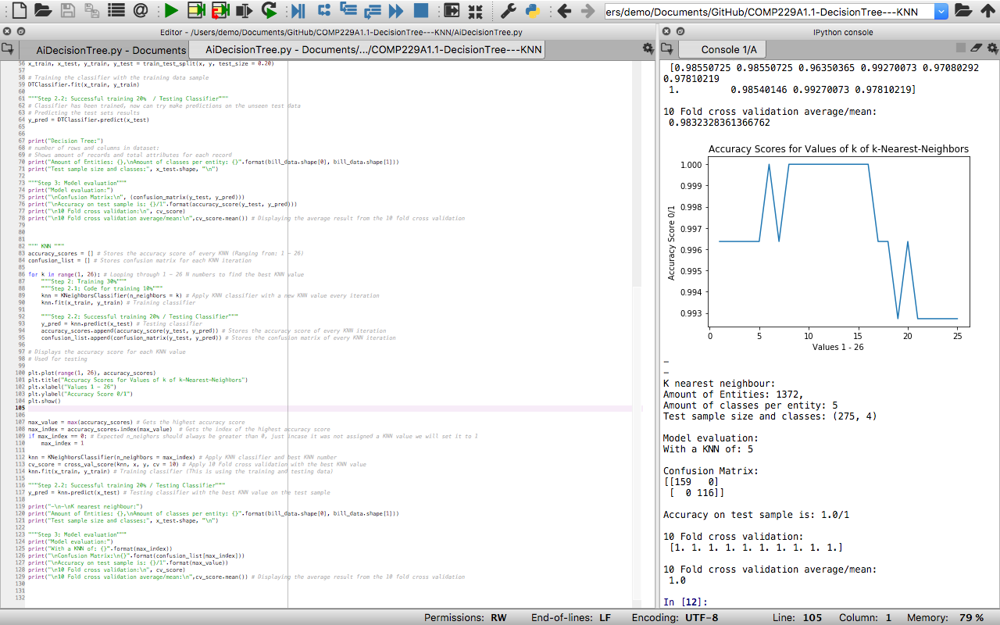 ers/demo/Documents/GitHub/COMP229A1.1-DecisionTree---KNN
Editor - /Users/demo/Documents/GitHub/COMP229A1.1-DecisionTree---KNN/AiDecisionTree.py
AiDecisionTree.py - Documents
AiDecisionTree.py - Documents/.../COMP229A1.1-DecisionTree---KNN
56 x_train, x_test, y_train, y_test = train_test_split(x, y, test_size = 0.20)
57
58 # Training the classifier with the training data sample
59 DTClassifier.fit(x_train, y_train)
60
61 """Step 2.2: Successful training 20%  / Testing Classifier"""
62 # Classifier has been trained, now can try make predictions on the unseen test data
63 # Predicting the test sets results
64 y_pred = DTClassifier.predict(x_test)
65
66
67 print("Decision Tree:")
68 # number of rows and columns in dataset:
69 # Shows amount of records and total attributes for each record
70 print("Amount of Entities: {},\nAmount of classes per entity: {}".format(bill_data.shape[0], bill_data.shape[1]))
71 print("Test sample size and classes:", x_test.shape, "\n")
72
73 """Step 3: Model evaluation"""
74 print("Model evaluation:")
75 print("\nConfusion Matrix:\n", (confusion_matrix(y_test, y_pred)))
76 print("\nAccuracy on test sample is: {}/1".format(accuracy_score(y_test, y_pred)))
77 print("\n10 Fold cross validation:\n", cv_score)
78 print("\n10 Fold cross validation average/mean:\n",cv_score.mean()) # Displaying the average result from the 10 fold cross validation
79
80
81
82 """ KNN """
83 accuracy_scores = [] # Stores the accuracy score of every KNN (Ranging from: 1 - 26)
84 confusion_list = [] # Stores confusion matrix for each KNN iteration
85
86 for k in range(1, 26): # Looping through 1 - 26 N numbers to find the best KNN value
87     """Step 2: Training 30%"""
88     """Step 2.1: Code for training 10%"""
89     knn = KNeighborsClassifier(n_neighbors = k) # Apply KNN classifier with a new KNN value every iteration
90     knn.fit(x_train, y_train) # Training classifier
91
92     """Step 2.2: Successful training 20% / Testing Classifier"""
93     y_pred = knn.predict(x_test) # Testing classifier
94     accuracy_scores.append(accuracy_score(y_test, y_pred)) # Stores the accuracy score of every KNN iteration
95     confusion_list.append(confusion_matrix(y_test, y_pred)) # Stores the confusion matrix of every KNN iteration
96
97 # Displays the accuracy score for each KNN value
98 # Used for testing
99
100 plt.plot(range(1, 26), accuracy_scores)
101 plt.title("Accuracy Scores for Values of k of k-Nearest-Neighbors")
102 plt.xlabel("Values 1 - 26")
103 plt.ylabel("Accuracy Score 0/1")
104 plt.show()
105
106
107 max_value = max(accuracy_scores) # Gets the highest accuracy score
108 max_index = accuracy_scores.index(max_value)  # Gets the index of the highest accuracy score
109 if max_index == 0: # Expected n_neighors should always be greater than 0, just incase it was not assigned a KNN value we will set it to 1
110     max_index = 1
111
112 knn = KNeighborsClassifier(n_neighbors = max_index) # Apply KNN classifier and best KNN number
113 cv_score = cross_val_score(knn, x, y, cv = 10) # Apply 10 Fold cross validation with the best KNN value
114 knn.fit(x_train, y_train) # Training classifier (This is using the training and testing data)
115
116 """Step 2.2: Successful training 20% / Testing Classifier"""
117 y_pred = knn.predict(x_test) # Testing classifier with the best KNN value on the test sample
118
119 print("-\n-\nK nearest neighbour:")
120 print("Amount of Entities: {},\nAmount of classes per entity: {}".format(bill_data.shape[0], bill_data.shape[1]))
121 print("Test sample size and classes:", x_test.shape, "\n")
122
123 """Step 3: Model evaluation"""
124 print("Model evaluation:")
125 print("With a KNN of: {}".format(max_index))
126 print("\nConfusion Matrix:\n{}".format(confusion_list[max_index]))
127 print("\nAccuracy on test sample is: {}/1".format(max_value))
128 print("\n10 Fold cross validation:\n", cv_score)
129 print("\n10 Fold cross validation average/mean:\n",cv_score.mean()) # Displaying the average result from the 10 fold cross validation
130
131
132
IPython console
Console 1/A
[0.98550725 0.98550725 0.96350365 0.99270073 0.97080292
0.97810219
1.         0.98540146 0.99270073 0.97810219]
10 Fold cross validation average/mean:
0.9832328361366762
Accuracy Scores for Values of k of k-Nearest-Neighbors
1.000
0.999
0.998
0.997
0.996
0.995
0.994
0.993
Accuracy Score 0/1
0 5 10 15 20 25
Values 1 - 26
-
-
K nearest neighbour:
Amount of Entities: 1372,
Amount of classes per entity: 5
Test sample size and classes: (275, 4)
Model evaluation:
With a KNN of: 5
Confusion Matrix:
[[159   0]
[  0 116]]
Accuracy on test sample is: 1.0/1
10 Fold cross validation:
[1. 1. 1. 1. 1. 1. 1. 1. 1. 1.]
10 Fold cross validation average/mean:
1.0
In [12]:
Permissions: RW End-of-lines: LF Encoding: UTF-8 Line: 105 Column: 1 Memory: 79 %